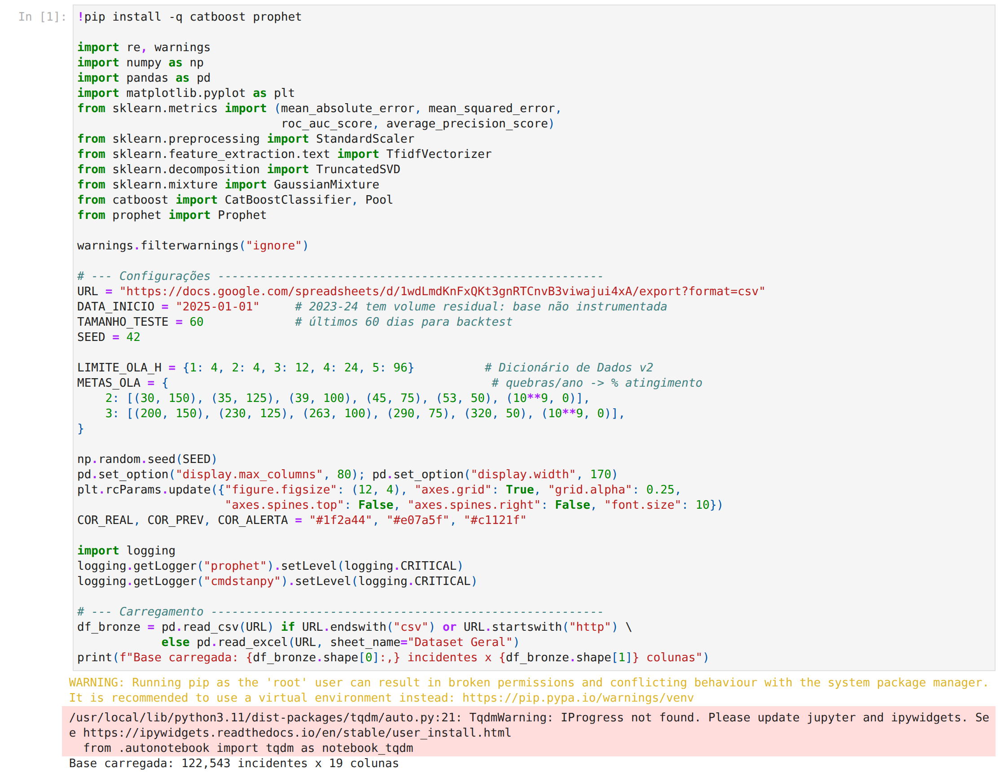 In [1]:
!pip install -q catboost prophet
import re, warnings
import numpy as np
import pandas as pd
import matplotlib.pyplot as plt
from sklearn.metrics import (mean_absolute_error, mean_squared_error,
                             roc_auc_score, average_precision_score)
from sklearn.preprocessing import StandardScaler
from sklearn.feature_extraction.text import TfidfVectorizer
from sklearn.decomposition import TruncatedSVD
from sklearn.mixture import GaussianMixture
from catboost import CatBoostClassifier, Pool
from prophet import Prophet
warnings.filterwarnings("ignore")
# --- Configurações -------------------------------------------------------
URL = "https://docs.google.com/spreadsheets/d/1wdLmdKnFxQKt3gnRTCnvB3viwajui4xA/export?format=csv"
DATA_INICIO = "2025-01-01"     # 2023-24 tem volume residual: base não instrumentada
TAMANHO_TESTE = 60             # últimos 60 dias para backtest
SEED = 42
LIMITE_OLA_H = {1: 4, 2: 4, 3: 12, 4: 24, 5: 96}          # Dicionário de Dados v2
METAS_OLA = {                                              # quebras/ano -> % atingimento
    2: [(30, 150), (35, 125), (39, 100), (45, 75), (53, 50), (10**9, 0)],
    3: [(200, 150), (230, 125), (263, 100), (290, 75), (320, 50), (10**9, 0)],
}
np.random.seed(SEED)
pd.set_option("display.max_columns", 80); pd.set_option("display.width", 170)
plt.rcParams.update({"figure.figsize": (12, 4), "axes.grid": True, "grid.alpha": 0.25,
                     "axes.spines.top": False, "axes.spines.right": False, "font.size": 10})
COR_REAL, COR_PREV, COR_ALERTA = "#1f2a44", "#e07a5f", "#c1121f"
import logging
logging.getLogger("prophet").setLevel(logging.CRITICAL)
logging.getLogger("cmdstanpy").setLevel(logging.CRITICAL)
# --- Carregamento --------------------------------------------------------
df_bronze = pd.read_csv(URL) if URL.endswith("csv") or URL.startswith("http") \
            else pd.read_excel(URL, sheet_name="Dataset Geral")
print(f"Base carregada: {df_bronze.shape[0]:,} incidentes x {df_bronze.shape[1]} colunas")
WARNING: Running pip as the 'root' user can result in broken permissions and conflicting behaviour with the system package manager.
It is recommended to use a virtual environment instead: https://pip.pypa.io/warnings/venv
/usr/local/lib/python3.11/dist-packages/tqdm/auto.py:21: TqdmWarning: IProgress not found. Please update jupyter and ipywidgets. Se
e https://ipywidgets.readthedocs.io/en/stable/user_install.html
  from .autonotebook import tqdm as notebook_tqdm
Base carregada: 122,543 incidentes x 19 colunas